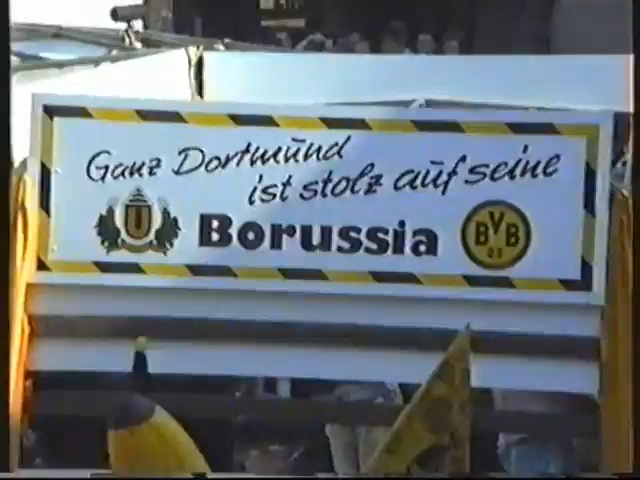 Ganz Dortmund
ist stolz auf seine
U
Borussia
BVB
09